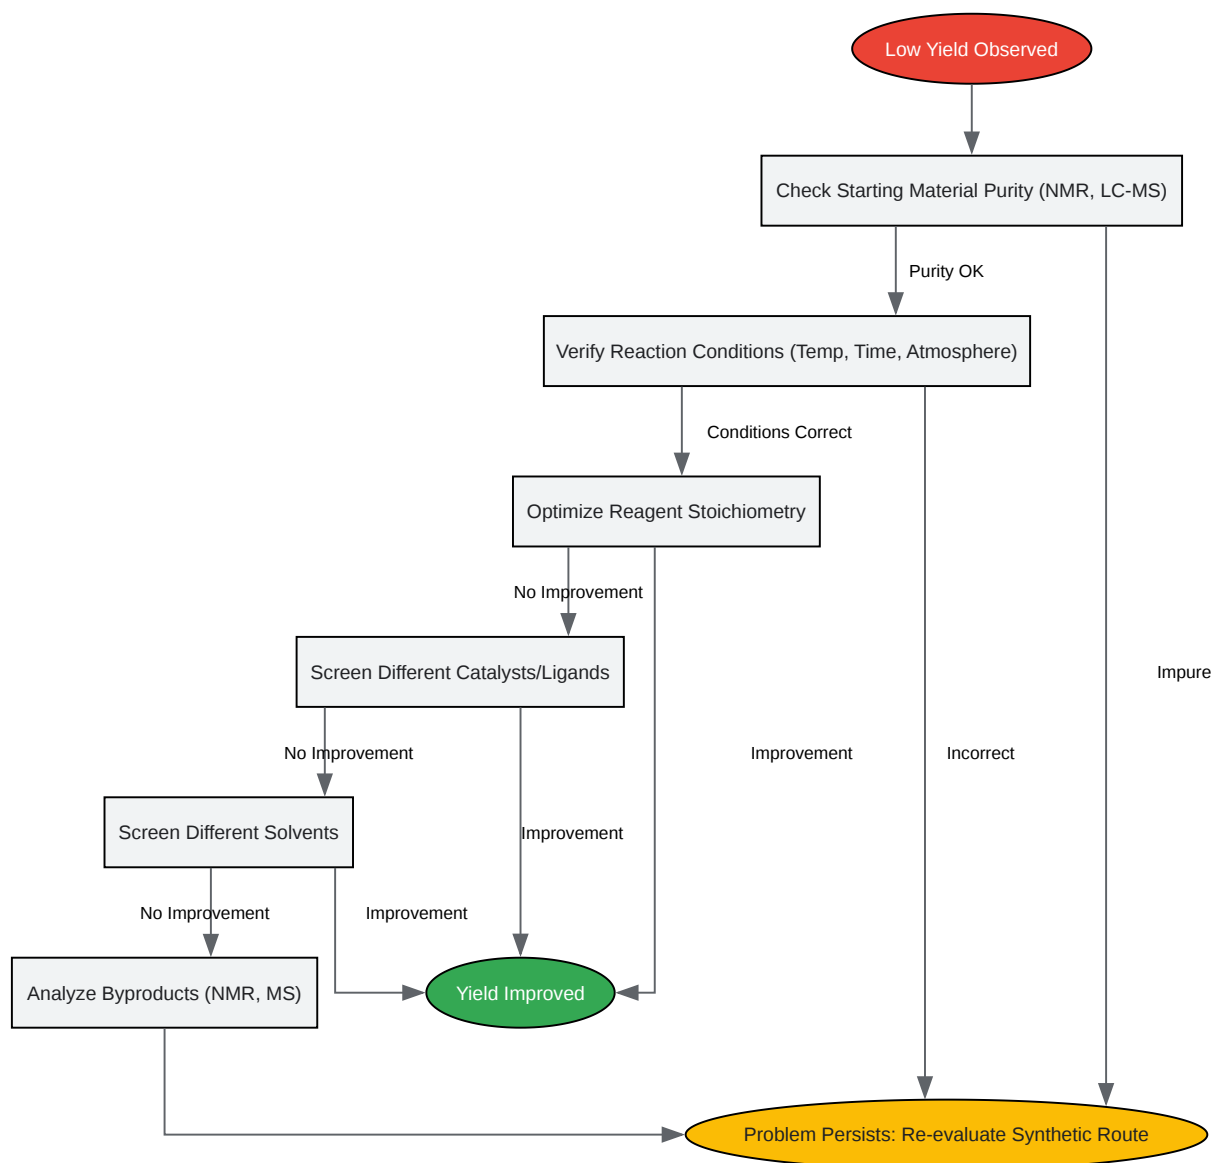 Low Yield Observed
Check Starting Material Purity (NMR, LC-MS)
Purity OK
Verify Reaction Conditions (Temp, Time, Atmosphere)
Conditions Correct
Optimize Reagent Stoichiometry
No Improvement
Screen Different Catalysts/Ligands
Impure
No Improvement
Improvement
Incorrect
Screen Different Solvents
Improvement
No Improvement
Improvement
Analyze Byproducts (NMR, MS)
Yield Improved
Problem Persists: Re-evaluate Synthetic Route